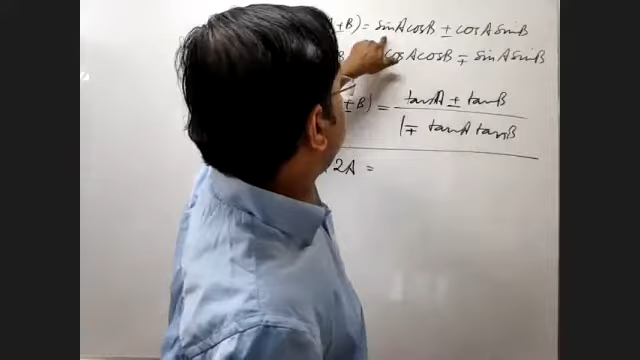 ±B) = sinAcosB ± cosAsinB
cosAcosB ∓ sinAsinB
±B) = tanA ± tanB
1∓ tanA tanB
2A =